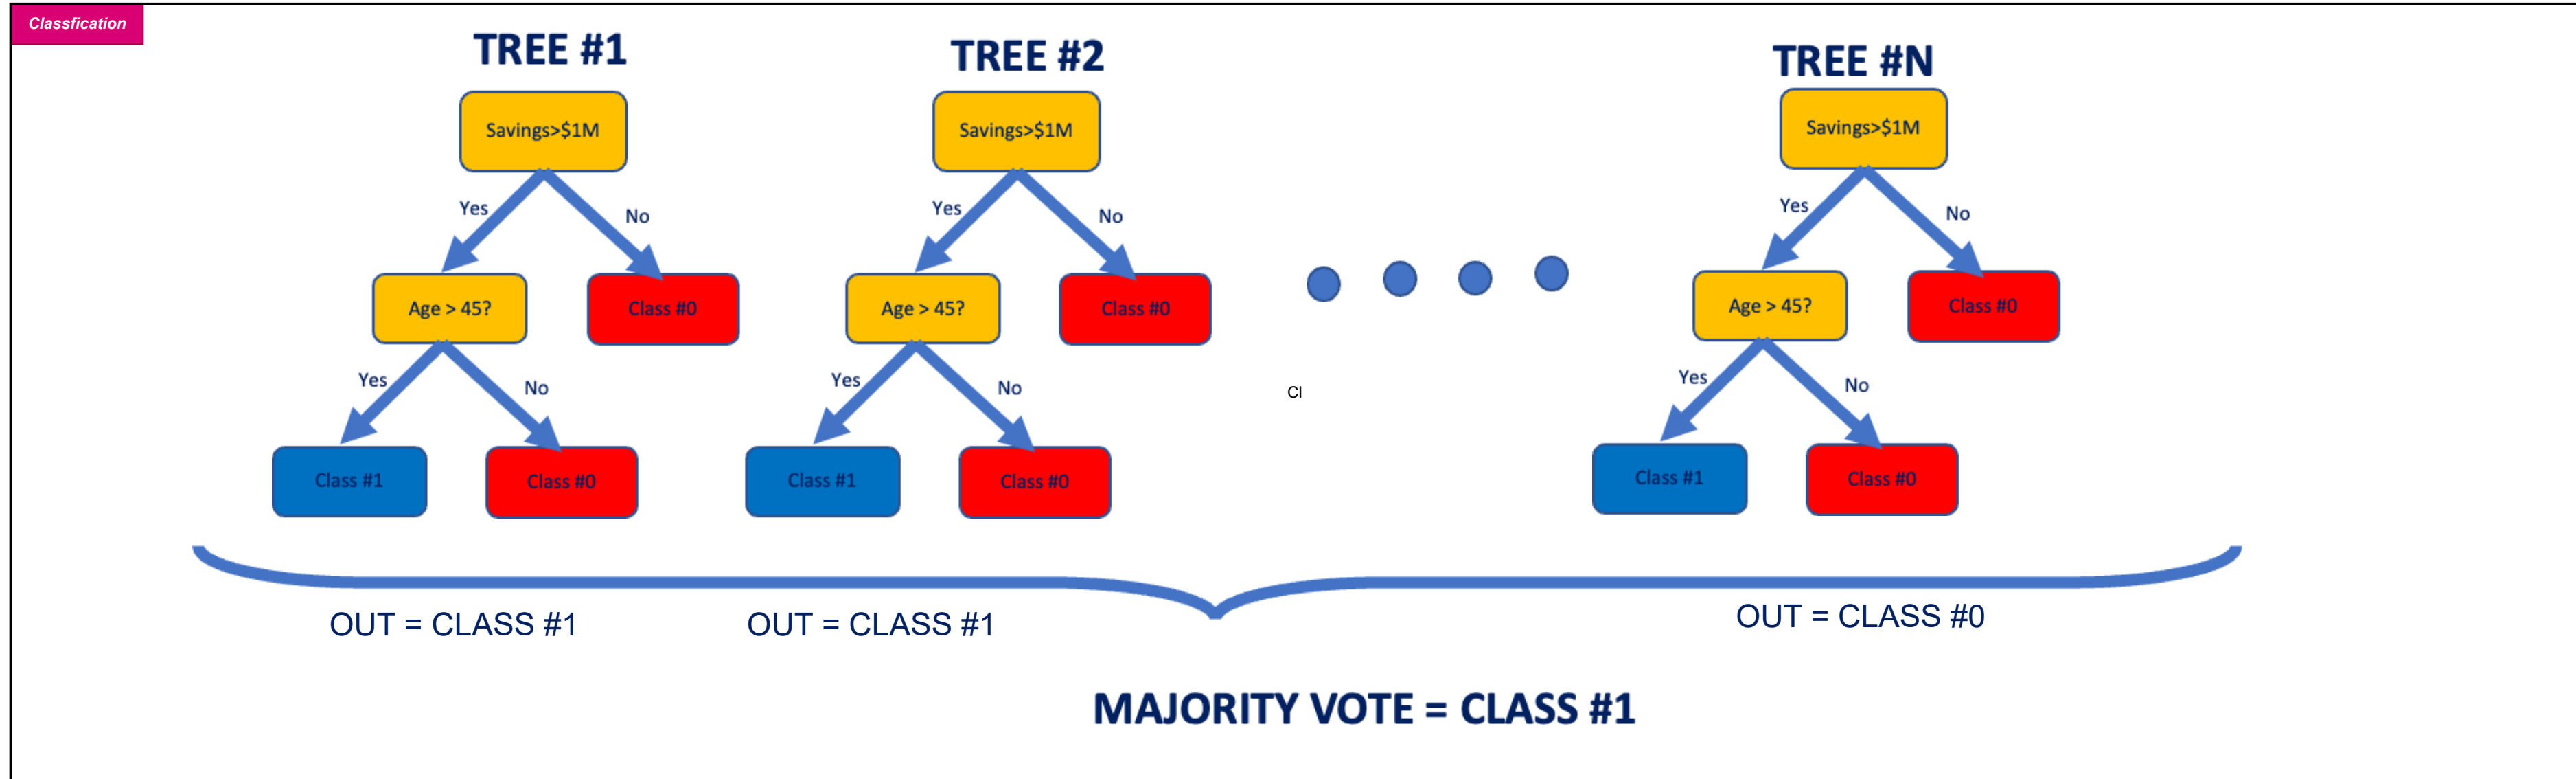 Classfication
TREE #1
TREE #2
TREE #N
Savings>$1M
Savings>$1M
Savings>$1M
Yes
No
Yes
No
Yes
No
Age > 45?
Class #0
Age > 45?
Class #0
Age > 45?
Class #0
Yes
No
Yes
No
Yes
No
Cl
Class #1
Class #0
Class #1
Class #0
Class #1
Class #0
OUT = CLASS #1
OUT = CLASS #1
OUT = CLASS #0
MAJORITY VOTE = CLASS #1